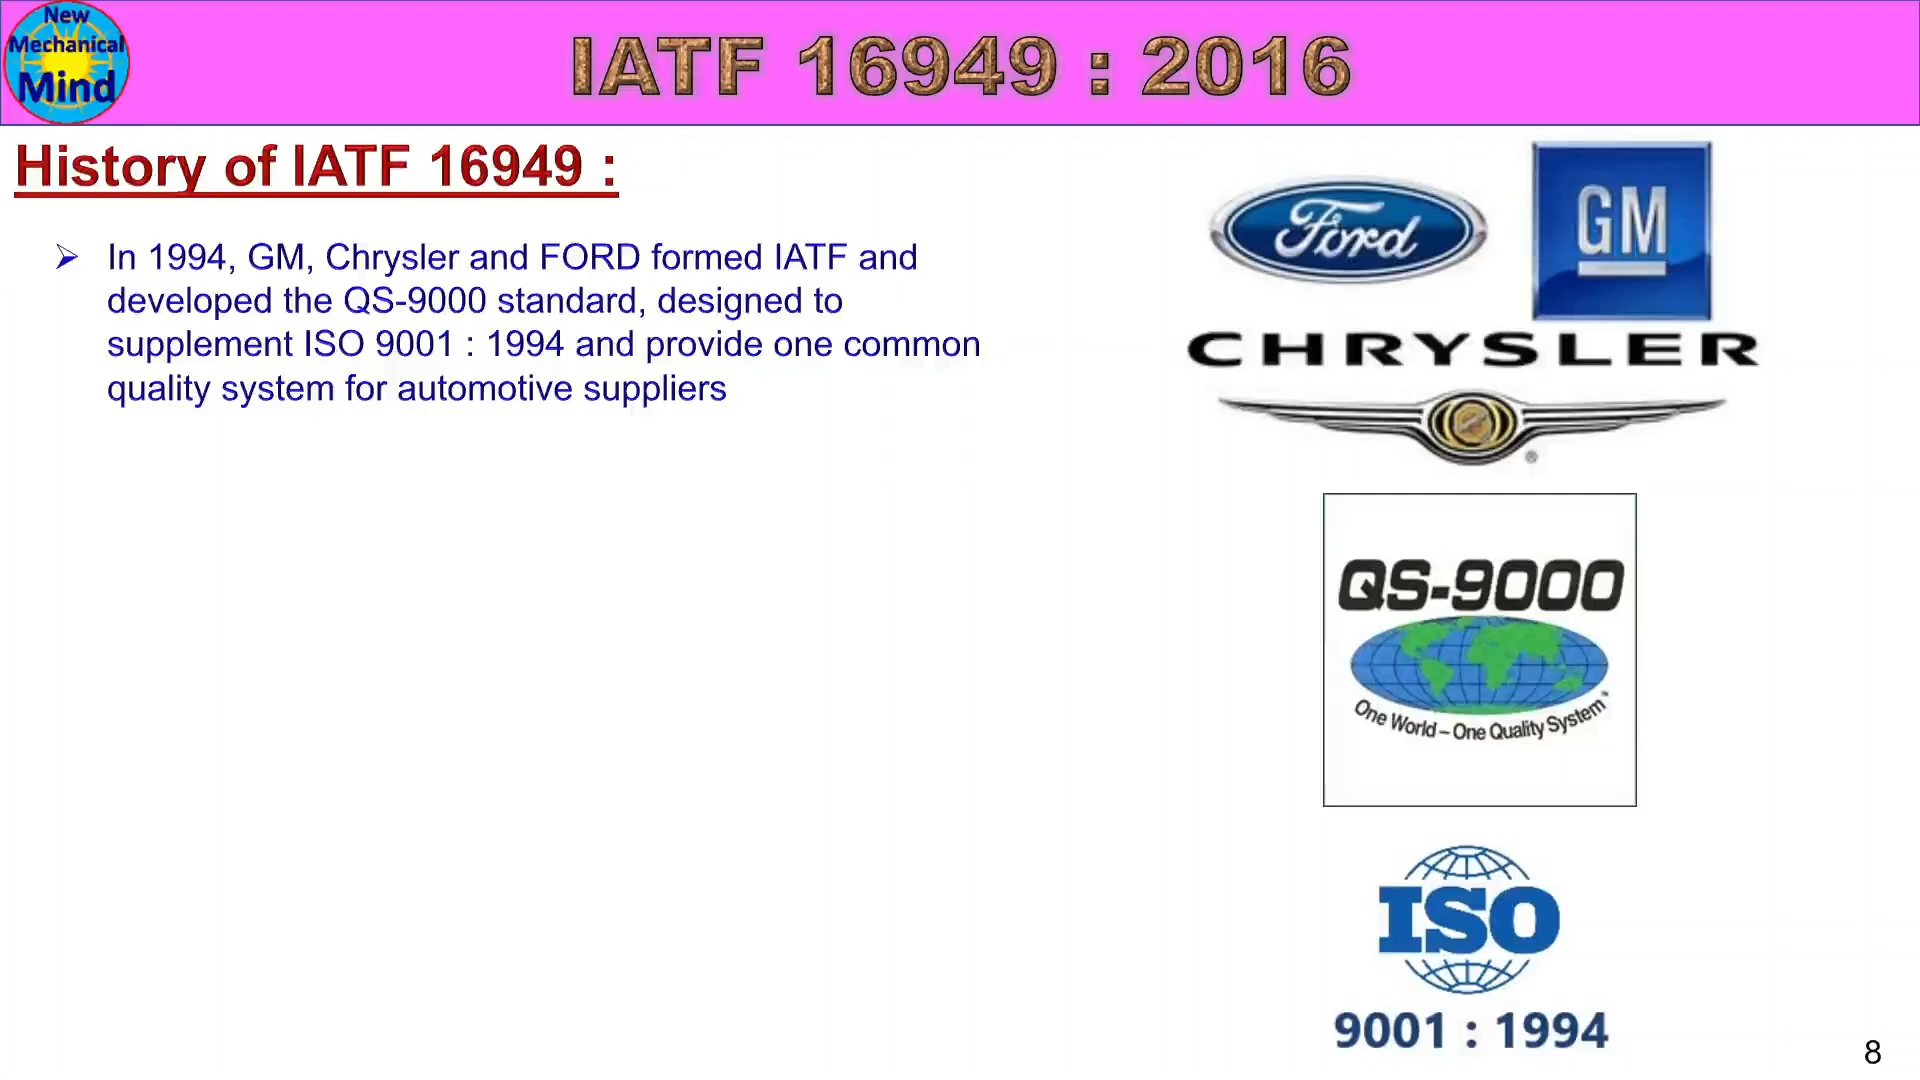 New
Mechanical
Mind
IATF 16949 : 2016
History of IATF 16949 :
In 1994, GM, Chrysler and FORD formed IATF and
developed the QS-9000 standard, designed to
supplement ISO 9001 : 1994 and provide one common
quality system for automotive suppliers
Ford
GM
CHRYSLER
®
QS-9000
One World – One Quality System
ISO
9001 : 1994
8